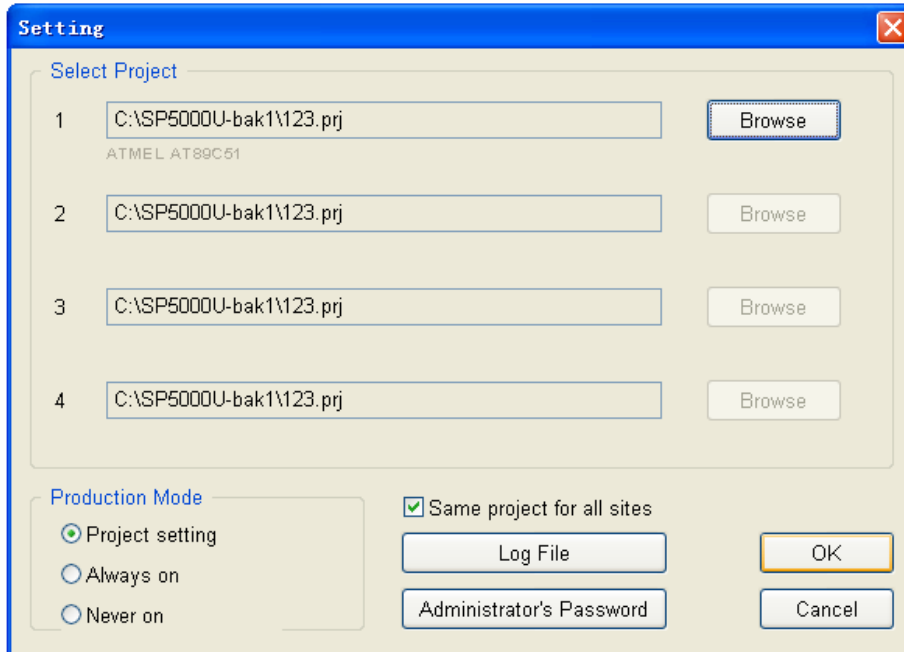 Setting
Select Project
1 C:\SP5000U-bak1\123.prj Browse
ATMEL AT89C51
2 C:\SP5000U-bak1\123.prj Browse
3 C:\SP5000U-bak1\123.prj Browse
4 C:\SP5000U-bak1\123.prj Browse
Production Mode
Project setting
Always on
Never on
Same project for all sites
Log File
Administrator's Password
OK
Cancel